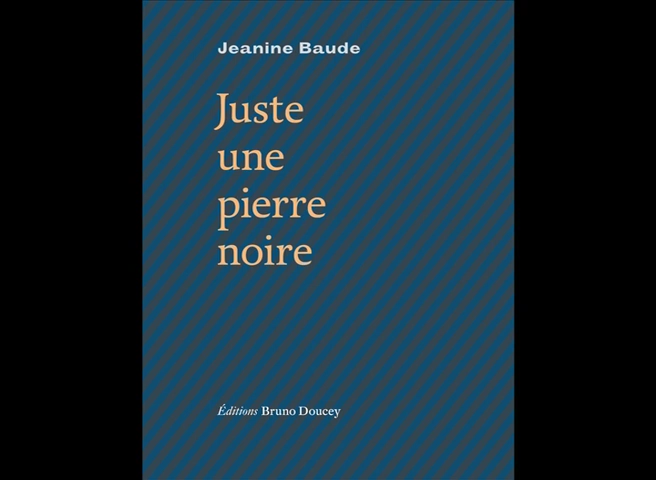 Jeanine Baude
Juste
une
pierre
noire
Éditions Bruno Doucey